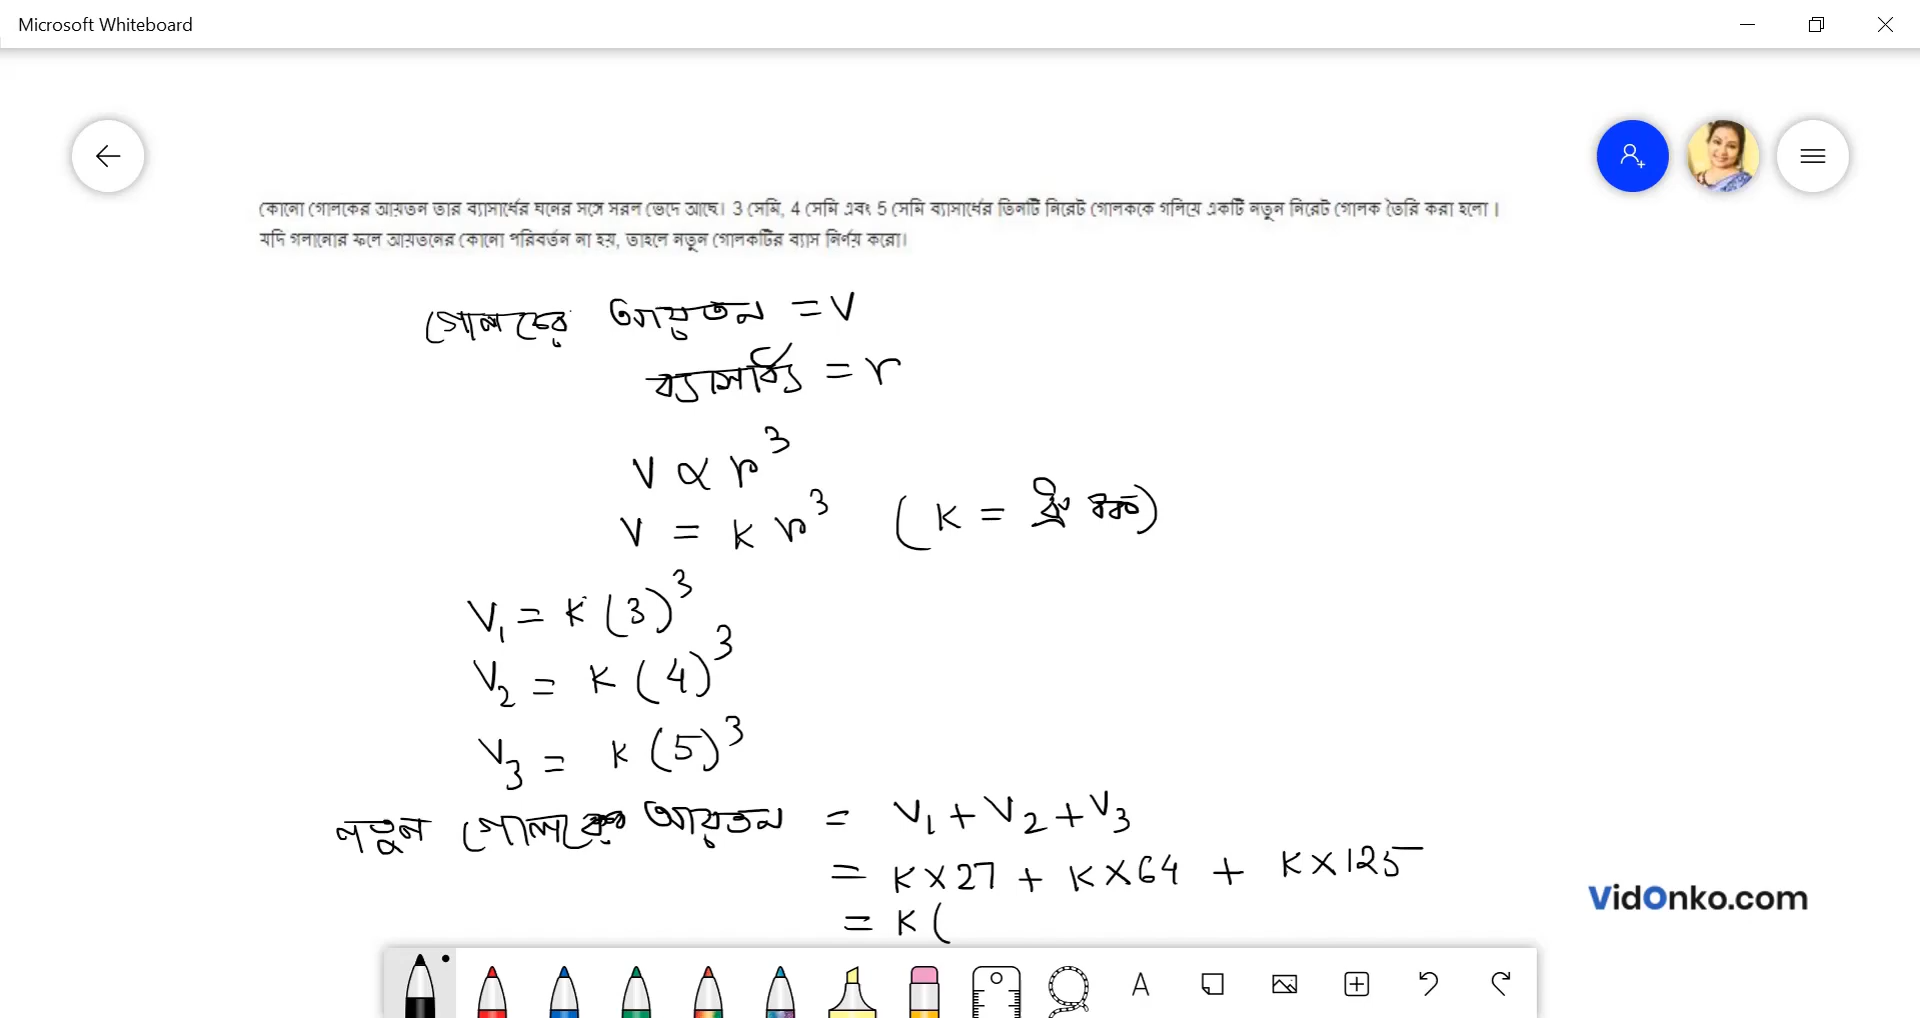 Microsoft Whiteboard
কোনো গোলকের আয়তন তার ব্যাসার্ধের ঘনের সঙ্গে সরল ভেদে আছে। 3 সেমি, 4 সেমি এবং 5 সেমি ব্যাসার্ধের তিনটি নিরেট গোলককে গলিয়ে একটি নতুন নিরেট গোলক তৈরি করা হলো।
যদি গলানোর ফলে আয়তনের কোনো পরিবর্তন না হয়, তাহলে নতুন গোলকটির ব্যাস নির্ণয় করো।
গোলকের আয়তন = V
ব্যাসার্ধ = r
V ∝ r³
V = K r³ (K =
V₁ = K (3)³
V₂ = K (4)³
V₃ = K (5)³
নতুন গোলকের আয়তন = V₁ + V₂ + V₃
= K × 27 + K × 64 + K × 125
= K (
VidOnko.com